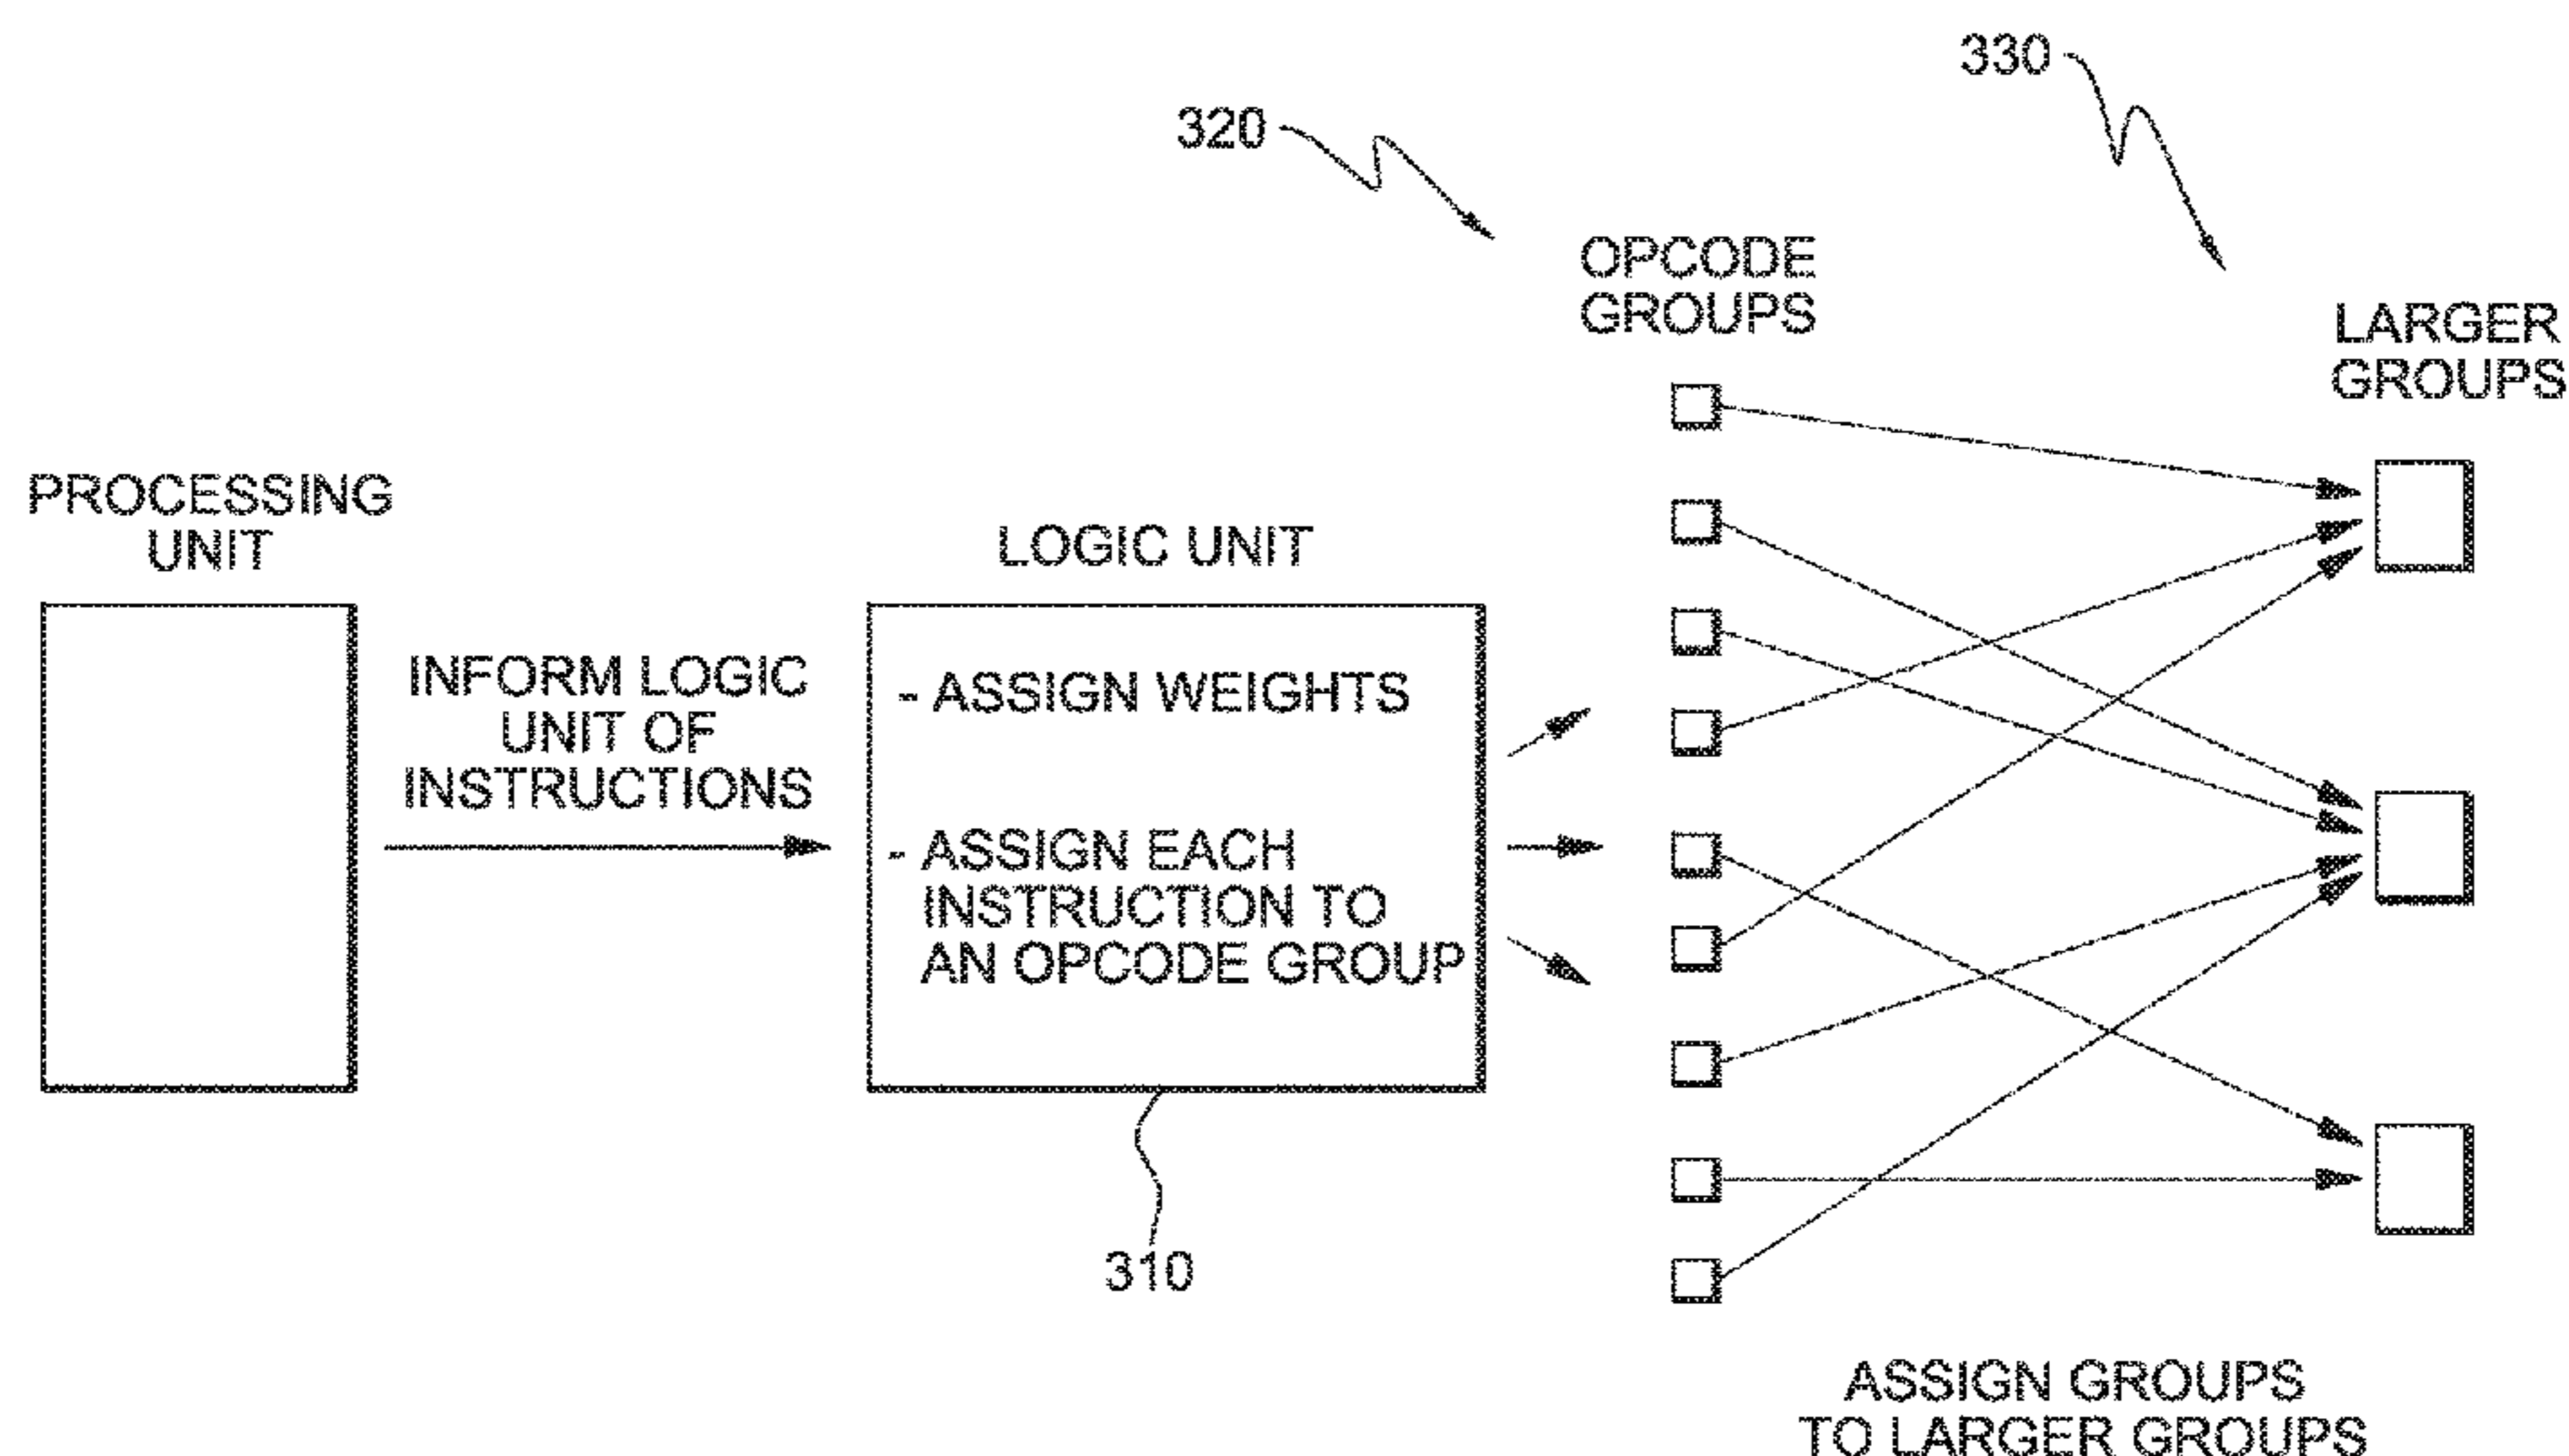 330
320
OPCODE
GROUPS
LARGER
GROUPS
PROCESSING
UNIT
LOGIC UNIT
INFORM LOGIC
UNIT OF
INSTRUCTIONS
- ASSIGN WEIGHTS
- ASSIGN EACH
INSTRUCTION TO
AN OPCODE GROUP
310
ASSIGN GROUPS
TO LARGER GROUPS